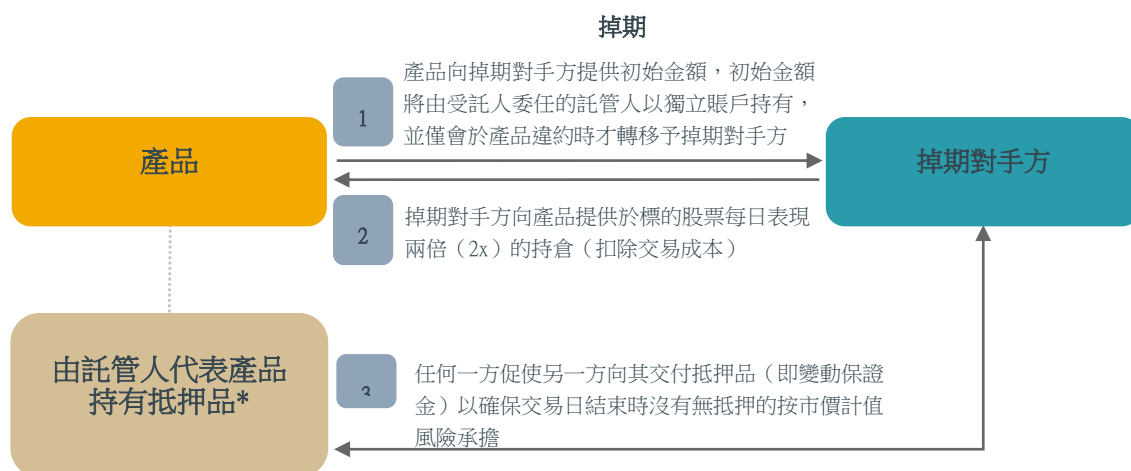 掉期
產品向掉期對手方提供初始金額，初始金額
將由受託人委任的託管人以獨立賬戶持有，
並僅會於產品違約時才轉移予掉期對手方
1
產品
掉期對手方
掉期對手方向產品提供於標的股票每日表現
兩倍（2x）的持倉（扣除交易成本）
2
由託管人代表產品
持有抵押品*
3
任何一方促使另一方向其交付抵押品（即變動保證
金）以確保交易日結束時沒有無抵押的按市價計值
風險承擔